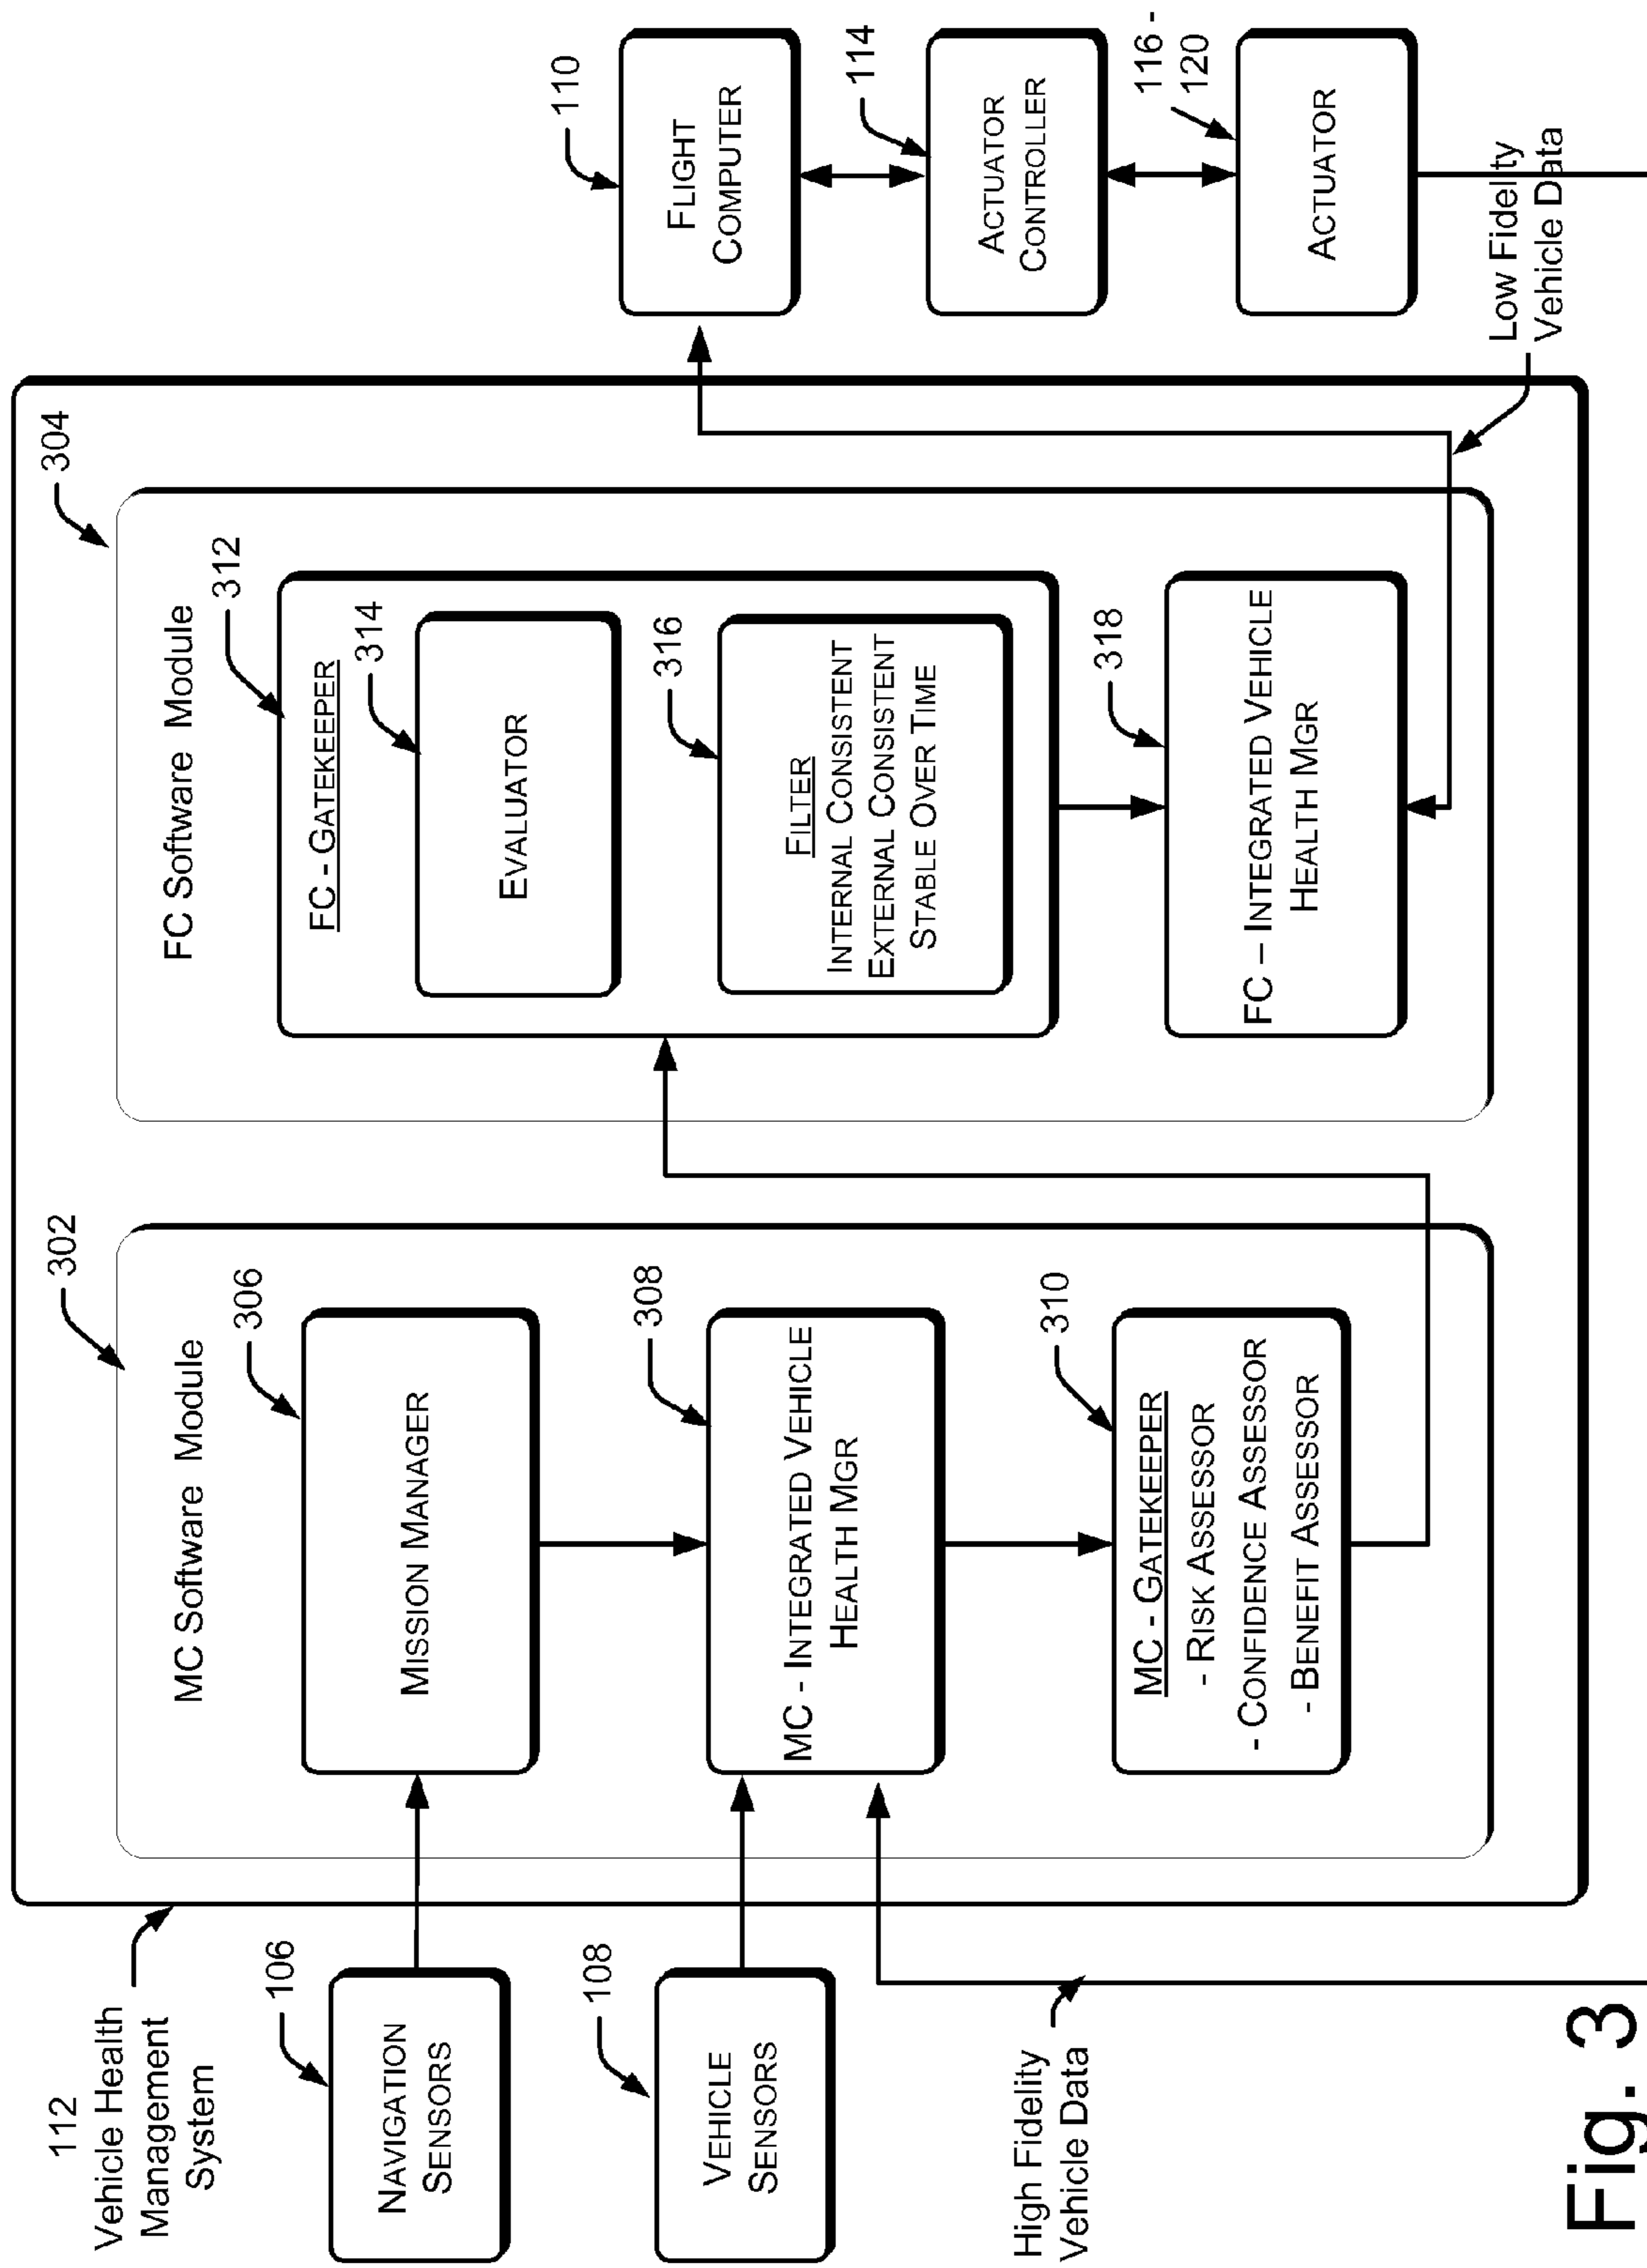 112
Vehicle Health
Management
System
106
NAVIGATION
SENSORS
108
VEHICLE
SENSORS
High Fidelity
Vehicle Data
302
MC Software Module
306
MISSION MANAGER
308
MC - INTEGRATED VEHICLE
HEALTH MGR
310
MC - GATEKEEPER
- RISK ASSESSOR
- CONFIDENCE ASSESSOR
- BENEFIT ASSESSOR
304
FC Software Module
312
FC - GATEKEEPER
314
EVALUATOR
316
FILTER
INTERNAL CONSISTENT
EXTERNAL CONSISTENT
STABLE OVER TIME
318
FC – INTEGRATED VEHICLE
HEALTH MGR
110
FLIGHT
COMPUTER
114
ACTUATOR
CONTROLLER
116 -
120
ACTUATOR
Low Fidelity
Vehicle Data
Fig. 3